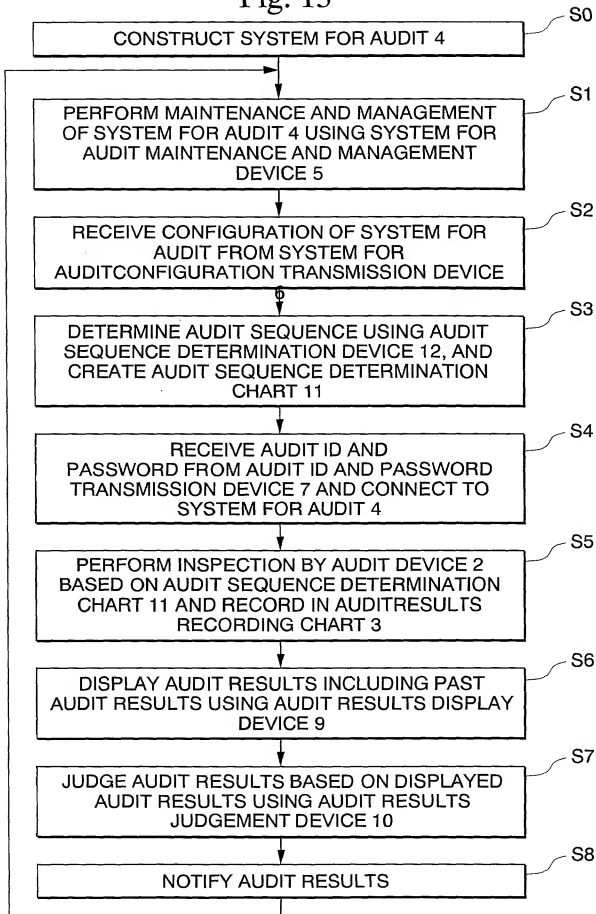 Fig. 13
S0
CONSTRUCT SYSTEM FOR AUDIT 4
S1
PERFORM MAINTENANCE AND MANAGEMENT
OF SYSTEM FOR AUDIT 4 USING SYSTEM FOR
AUDIT MAINTENANCE AND MANAGEMENT
DEVICE 5
S2
RECEIVE CONFIGURATION OF SYSTEM FOR
AUDIT FROM SYSTEM FOR
AUDITCONFIGURATION TRANSMISSION DEVICE
6
S3
DETERMINE AUDIT SEQUENCE USING AUDIT
SEQUENCE DETERMINATION DEVICE 12, AND
CREATE AUDIT SEQUENCE DETERMINATION
CHART 11
S4
RECEIVE AUDIT ID AND
PASSWORD FROM AUDIT ID AND PASSWORD
TRANSMISSION DEVICE 7 AND CONNECT TO
SYSTEM FOR AUDIT 4
S5
PERFORM INSPECTION BY AUDIT DEVICE 2
BASED ON AUDIT SEQUENCE DETERMINATION
CHART 11 AND RECORD IN AUDITRESULTS
RECORDING CHART 3
S6
DISPLAY AUDIT RESULTS INCLUDING PAST
AUDIT RESULTS USING AUDIT RESULTS DISPLAY
DEVICE 9
S7
JUDGE AUDIT RESULTS BASED ON DISPLAYED
AUDIT RESULTS USING AUDIT RESULTS
JUDGEMENT DEVICE 10
S8
NOTIFY AUDIT RESULTS